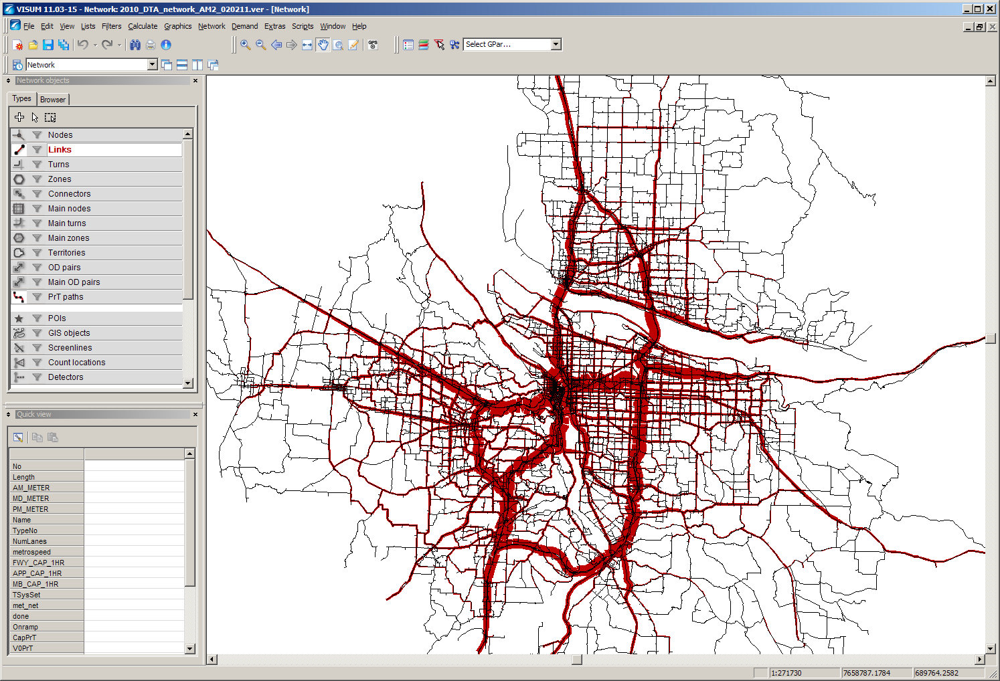 VISUM 11.03-15 - Network: 2010_DTA_network_AM2_020211.ver - [Network]
File Edit View Lists Filters Calculate Graphics Network Demand Extras Scripts Window Help
GPS
Select GPar...
Network
Network objects
Types Browser
Nodes
Links
Turns
Zones
Connectors
Main nodes
Main turns
Main zones
Territories
OD pairs
Main OD pairs
PrT paths
POIs
GIS objects
Screenlines
Count locations
Detectors
Quick view
No
Length
AM_METER
MD_METER
PM_METER
Name
TypeNo
NumLanes
metrospeed
FWY_CAP_1HR
APP_CAP_1HR
MB_CAP_1HR
TSysSet
met_net
done
Onramp
CapPrT
V0PrT
1:271730 7658787.1784 689764.2582